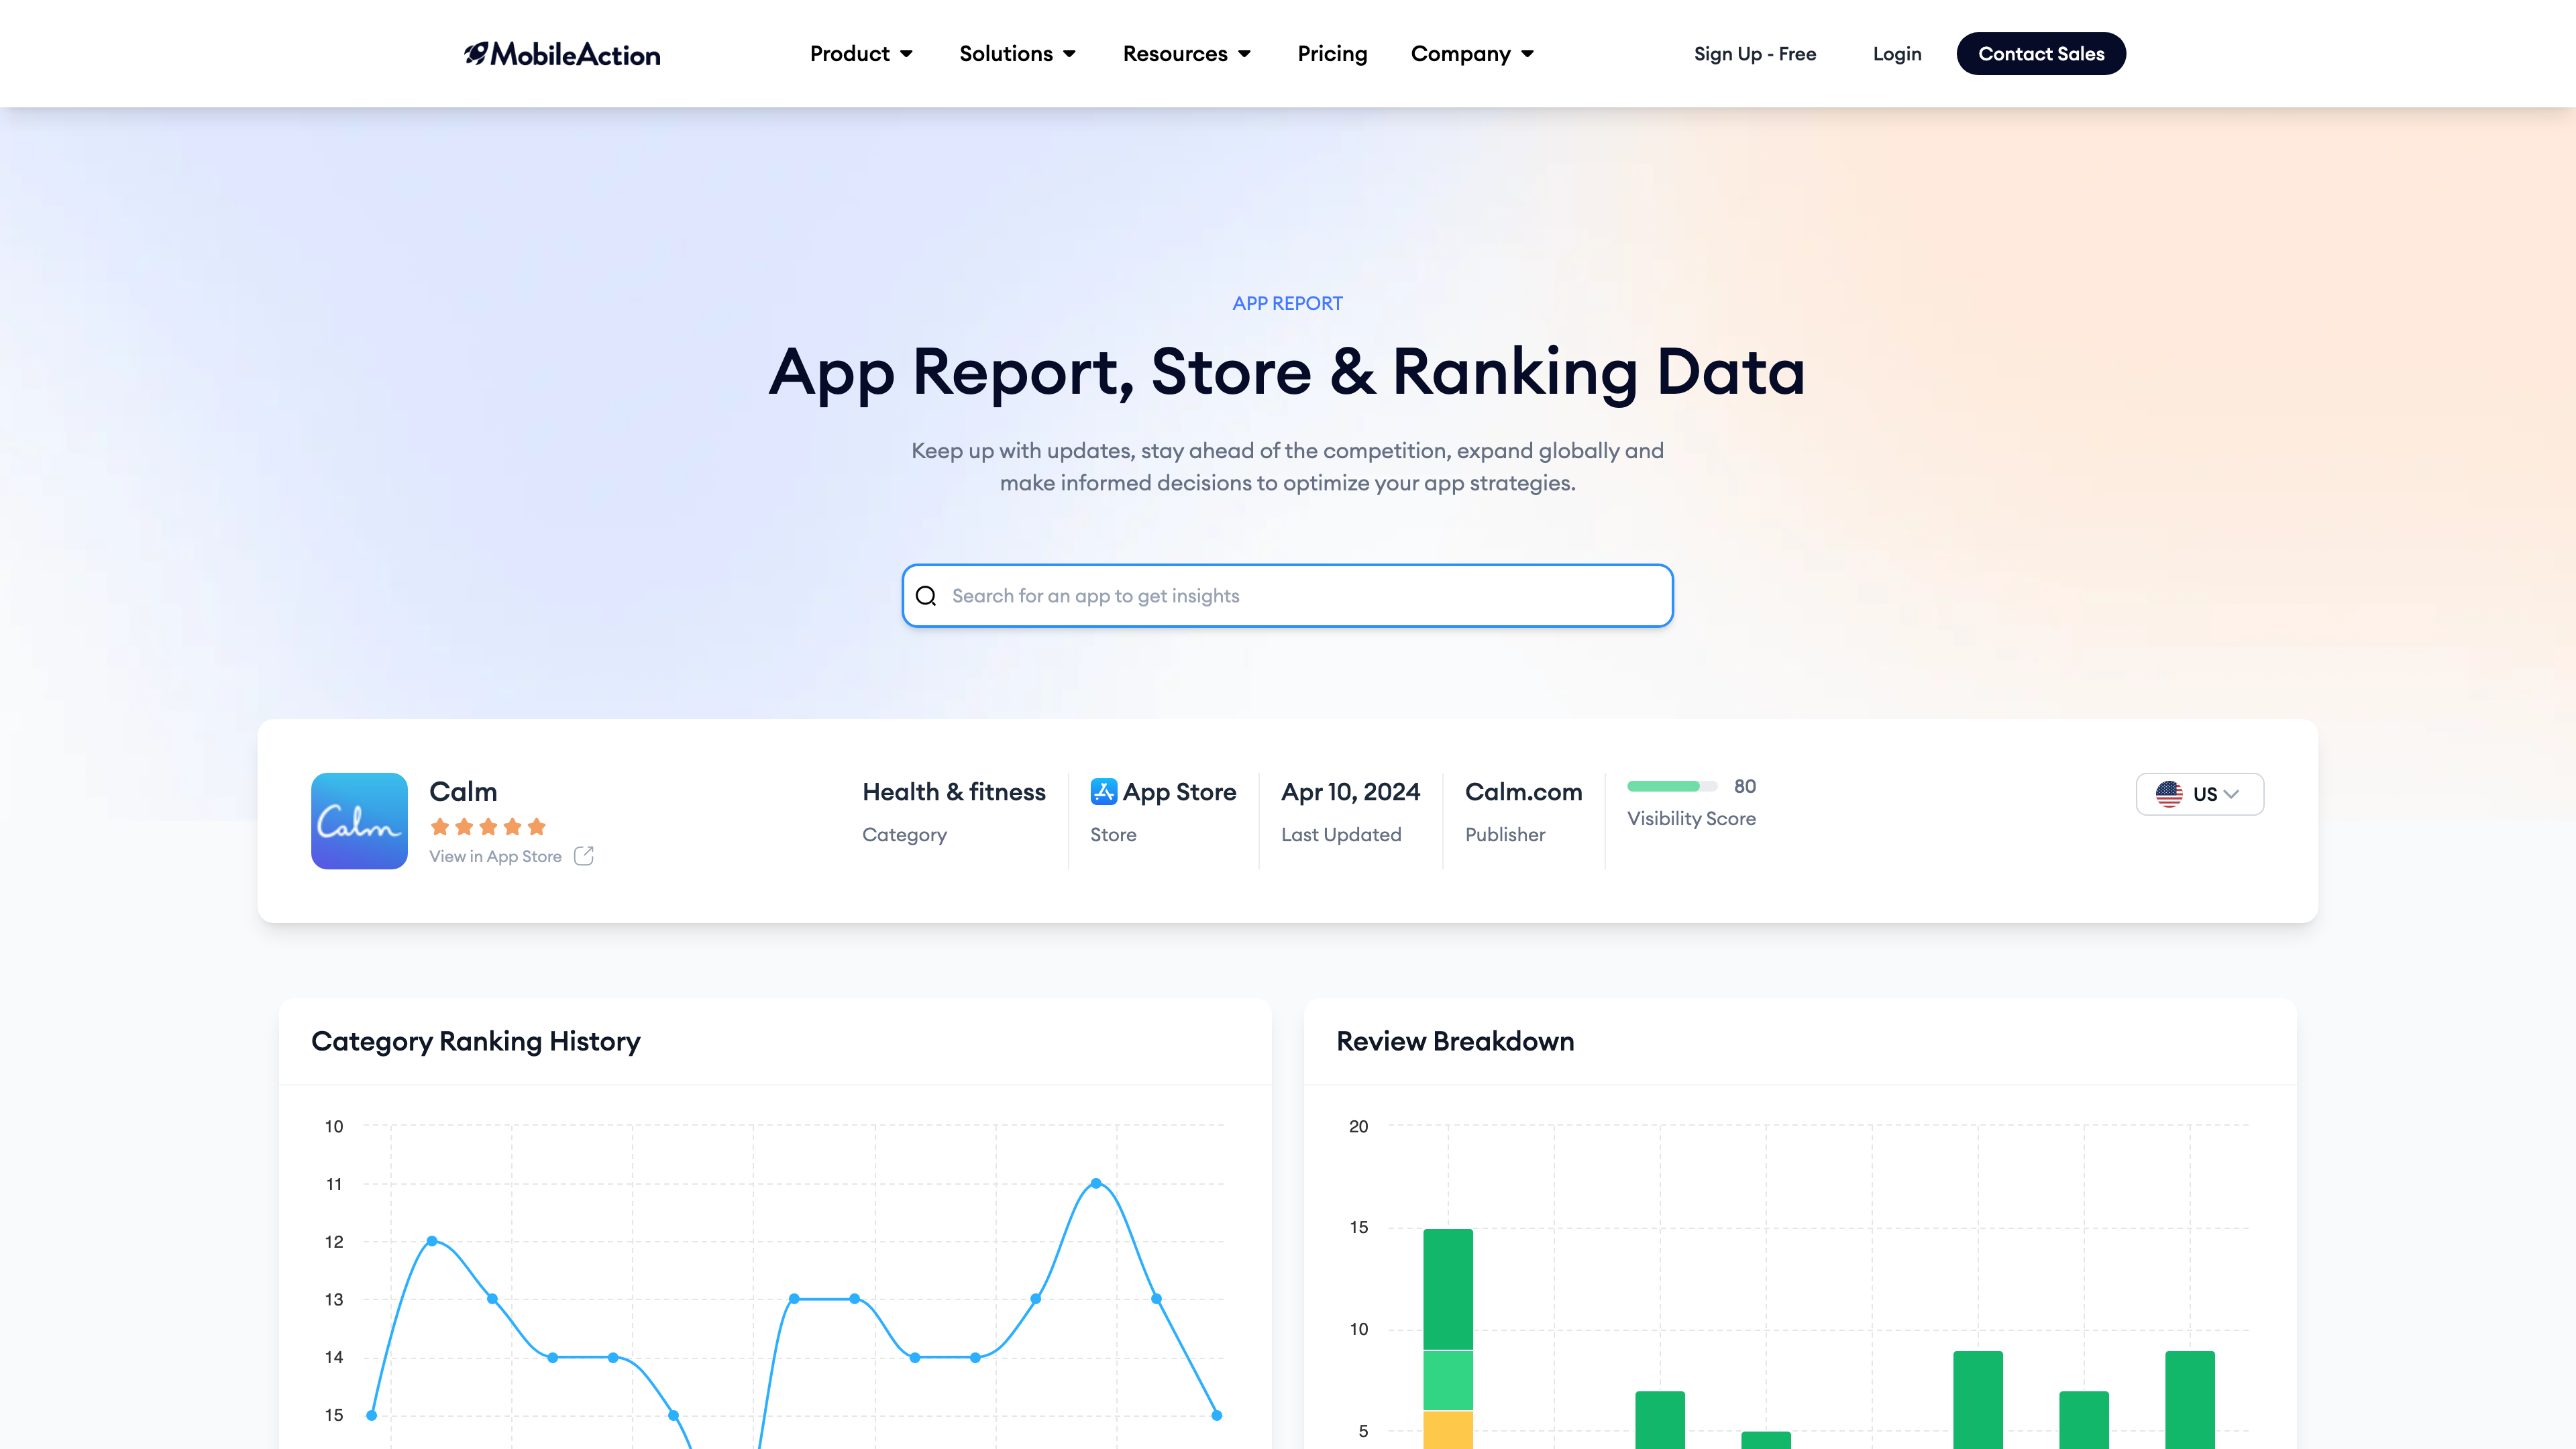 MobileAction
Product
Solutions
Resources
Pricing
Company
Sign Up - Free
Login
Contact Sales
APP REPORT
App Report, Store & Ranking Data
Keep up with updates, stay ahead of the competition, expand globally and
make informed decisions to optimize your app strategies.
Search for an app to get insights
Calm
Calm
View in App Store
Health & fitness
Category
App Store
Store
Apr 10, 2024
Last Updated
Calm.com
Publisher
80
Visibility Score
US
Category Ranking History
10
11
12
13
14
15
Review Breakdown
20
15
10
5